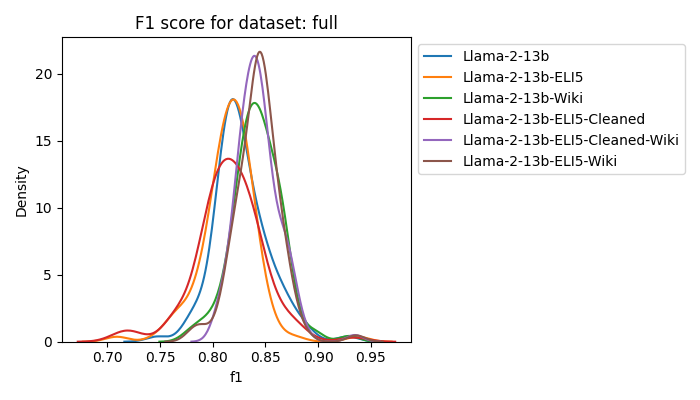 F1 score for dataset: full
Density
20
15
10
5
0
0.70 0.75 0.80 0.85 0.90 0.95
f1
Llama-2-13b
Llama-2-13b-ELI5
Llama-2-13b-Wiki
Llama-2-13b-ELI5-Cleaned
Llama-2-13b-ELI5-Cleaned-Wiki
Llama-2-13b-ELI5-Wiki